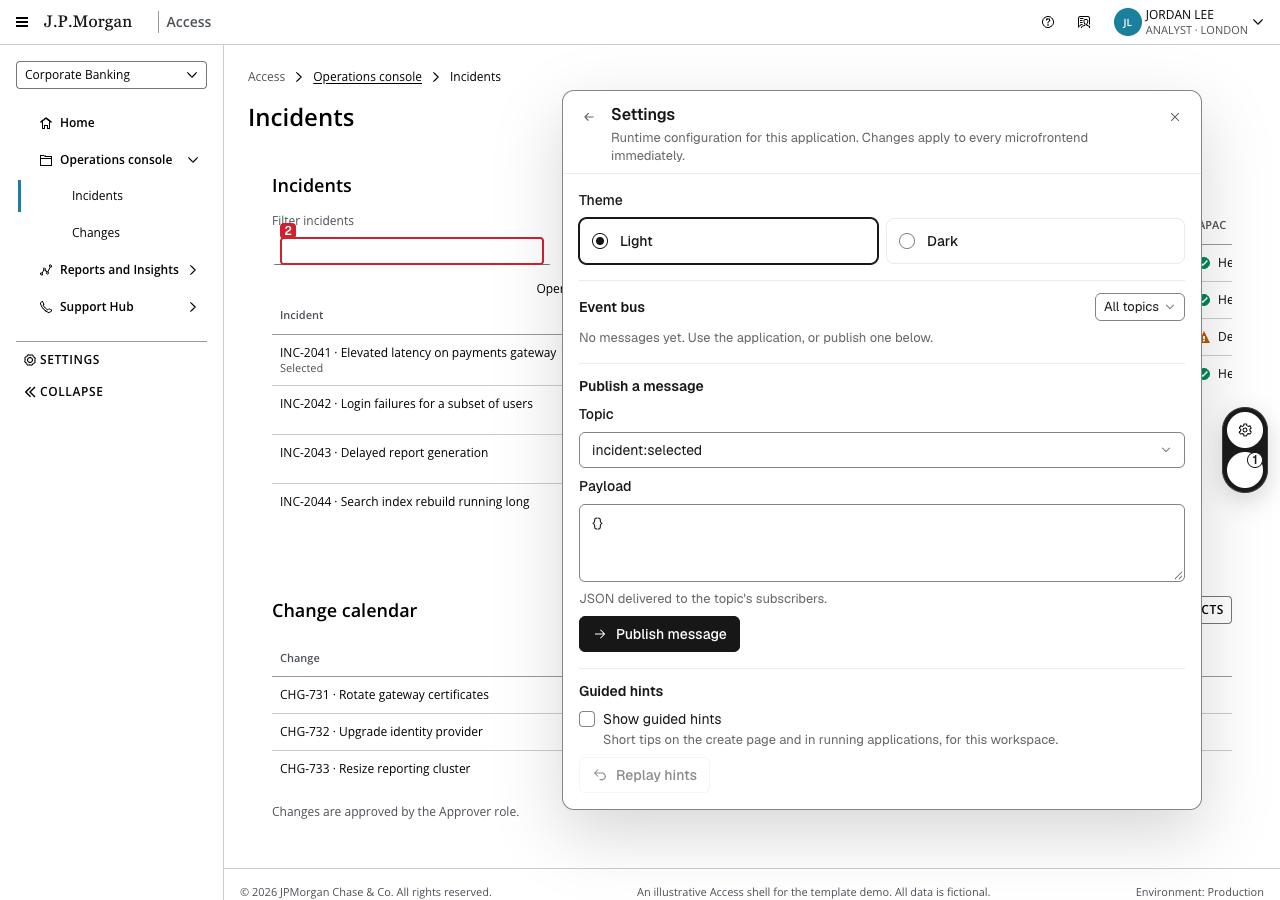 J.P.Morgan
Access
JL
JORDAN LEE
ANALYST · LONDON
Corporate Banking
Home
Operations console
Incidents
Changes
Reports and Insights
Support Hub
SETTINGS
COLLAPSE
Access
Operations console
Incidents
Incidents
Incidents
Filter incidents
2
Incident
INC-2041 · Elevated latency on payments gateway
Selected
INC-2042 · Login failures for a subset of users
INC-2043 · Delayed report generation
INC-2044 · Search index rebuild running long
Change calendar
Change
CHG-731 · Rotate gateway certificates
CHG-732 · Upgrade identity provider
CHG-733 · Resize reporting cluster
Changes are approved by the Approver role.
Settings
Runtime configuration for this application. Changes apply to every microfrontend
immediately.
Theme
Light
Dark
Event bus
All topics
No messages yet. Use the application, or publish one below.
Publish a message
Topic
incident:selected
Payload
{}
JSON delivered to the topic's subscribers.
Publish message
Guided hints
Show guided hints
Short tips on the create page and in running applications, for this workspace.
Replay hints
APAC
1
© 2026 JPMorgan Chase & Co. All rights reserved.
An illustrative Access shell for the template demo. All data is fictional.
Environment: Production